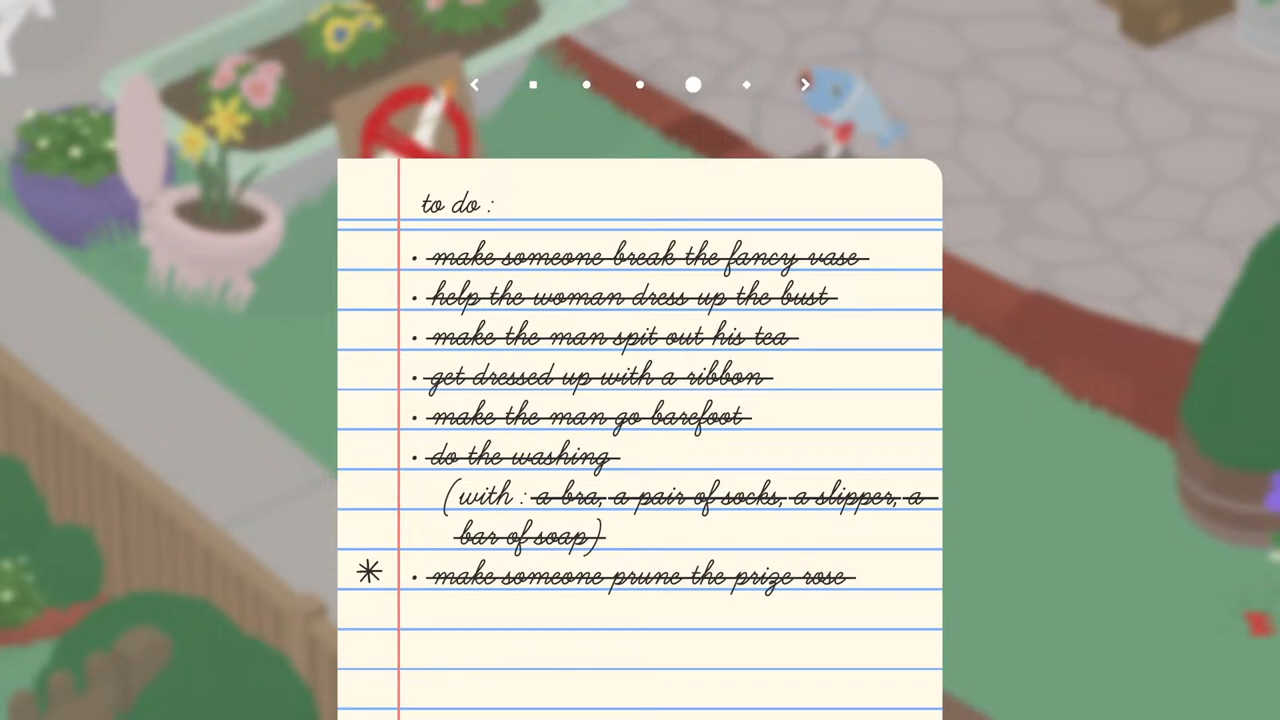 to do :
• make someone break the fancy vase
• help the woman dress up the bust
• make the man spit out his tea
• get dressed up with a ribbon
• make the man go barefoot
• do the washing
(with : a bra, a pair of socks, a slipper, a
bar of soap)
• make someone prune the prize rose